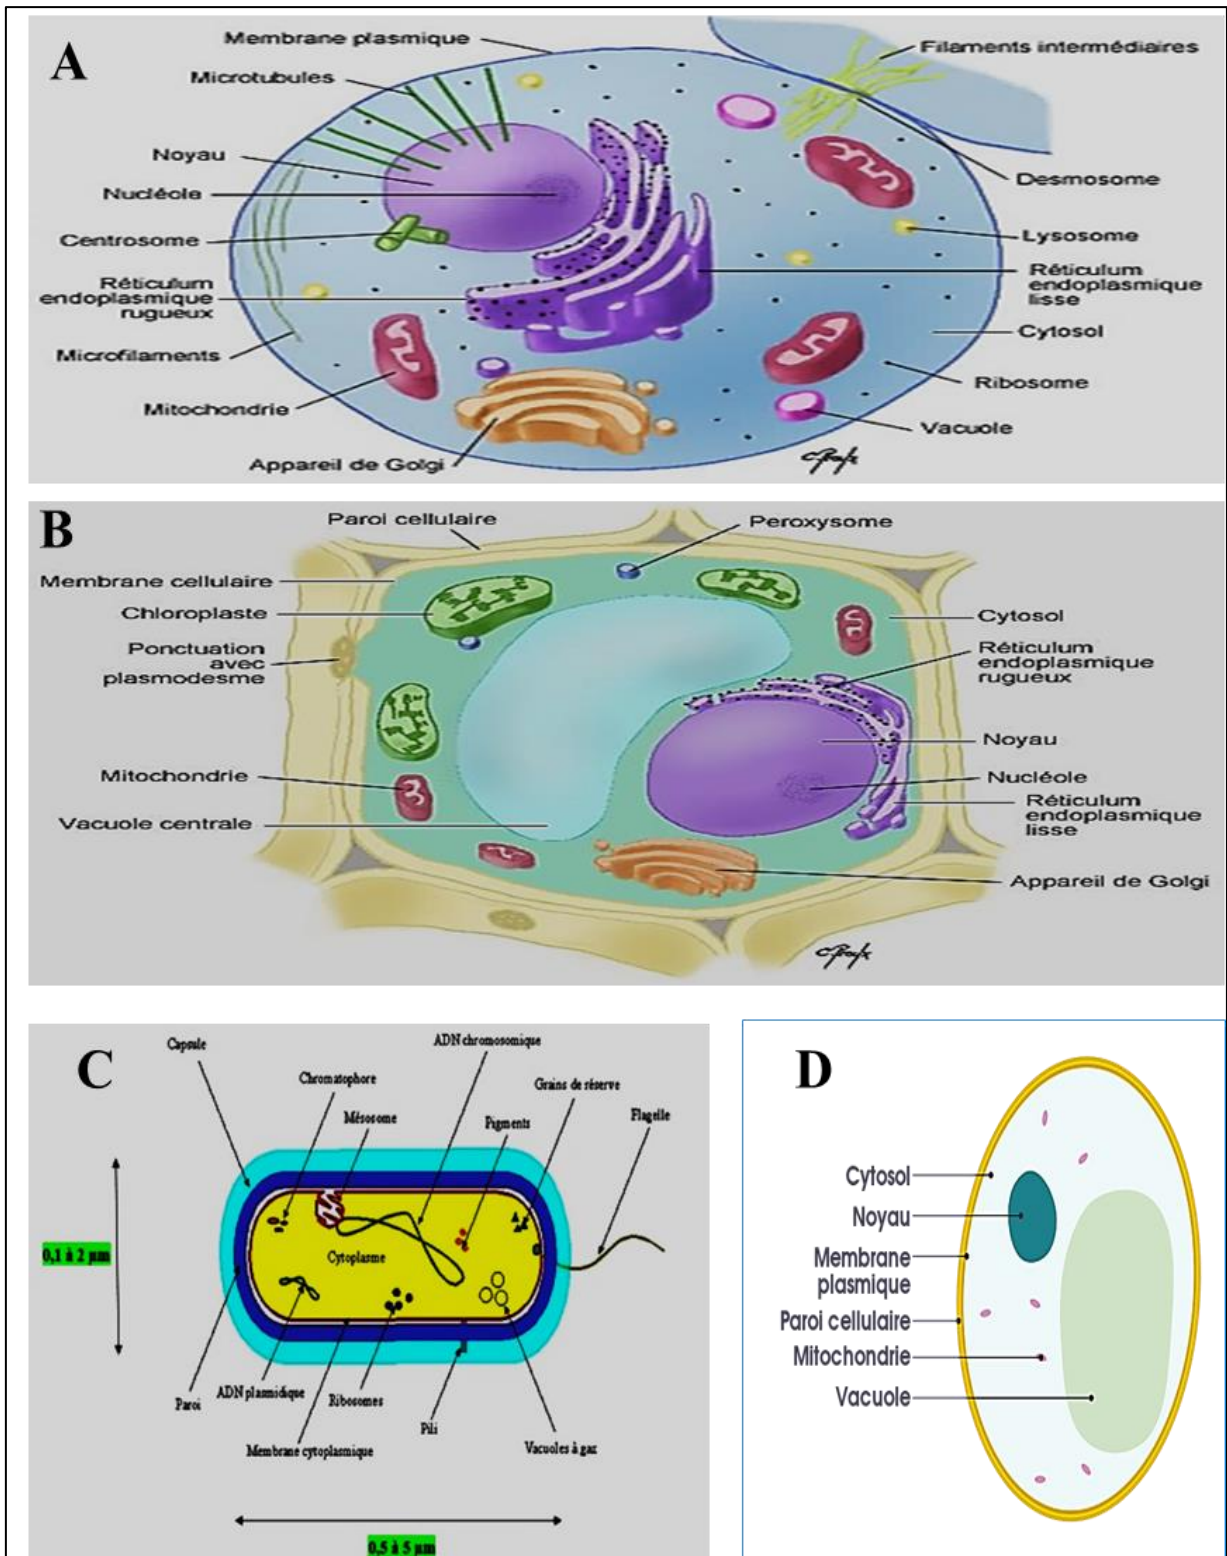 A
Membrane plasmique
Microtubules
Noyau
Nucléole
Centrosome
Réticulum
endoplasmique
rugueux
Microfilaments
Mitochondrie
Appareil de Golgi
Filaments intermédiaires
Desmosome
Lysosome
Réticulum
endoplasmique
lisse
Cytosol
Ribosome
Vacuole
B
Paroi cellulaire
Membrane cellulaire
Chloroplaste
Ponctuation
avec
plasmodesme
Mitochondrie
Vacuole centrale
Peroxysome
Cytosol
Réticulum
endoplasmique
rugueux
Noyau
Nucléole
Réticulum
endoplasmique
lisse
Appareil de Golgi
C
Capsule
Chromatophore
Mésosome
ADN chromosomique
Pigments
Grains de réserve
Flagelle
0,1 à 2 µm
Cytoplasme
Paroi
ADN plasmidique
Ribosomes
Membrane cytoplasmique
Pili
Vacuoles à gaz
0,5 à 5 µm
D
Cytosol
Noyau
Membrane
plasmique
Paroi cellulaire
Mitochondrie
Vacuole